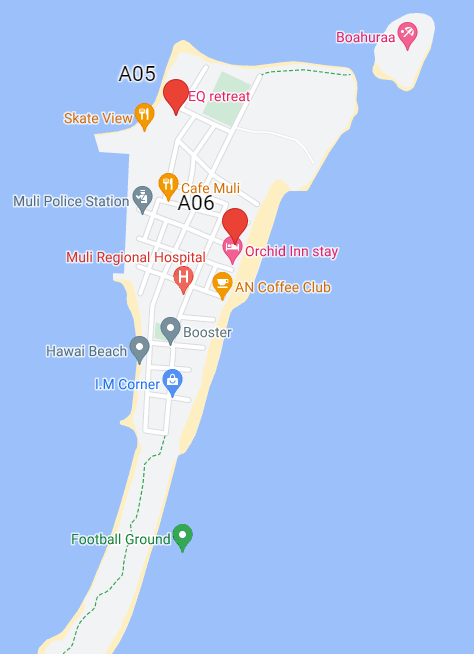 Boahuraa
A05
EQ retreat
Skate View
Cafe Muli
Muli Police Station
A06
Orchid Inn stay
Muli Regional Hospital
H
AN Coffee Club
Booster
Hawai Beach
I.M Corner
Football Ground